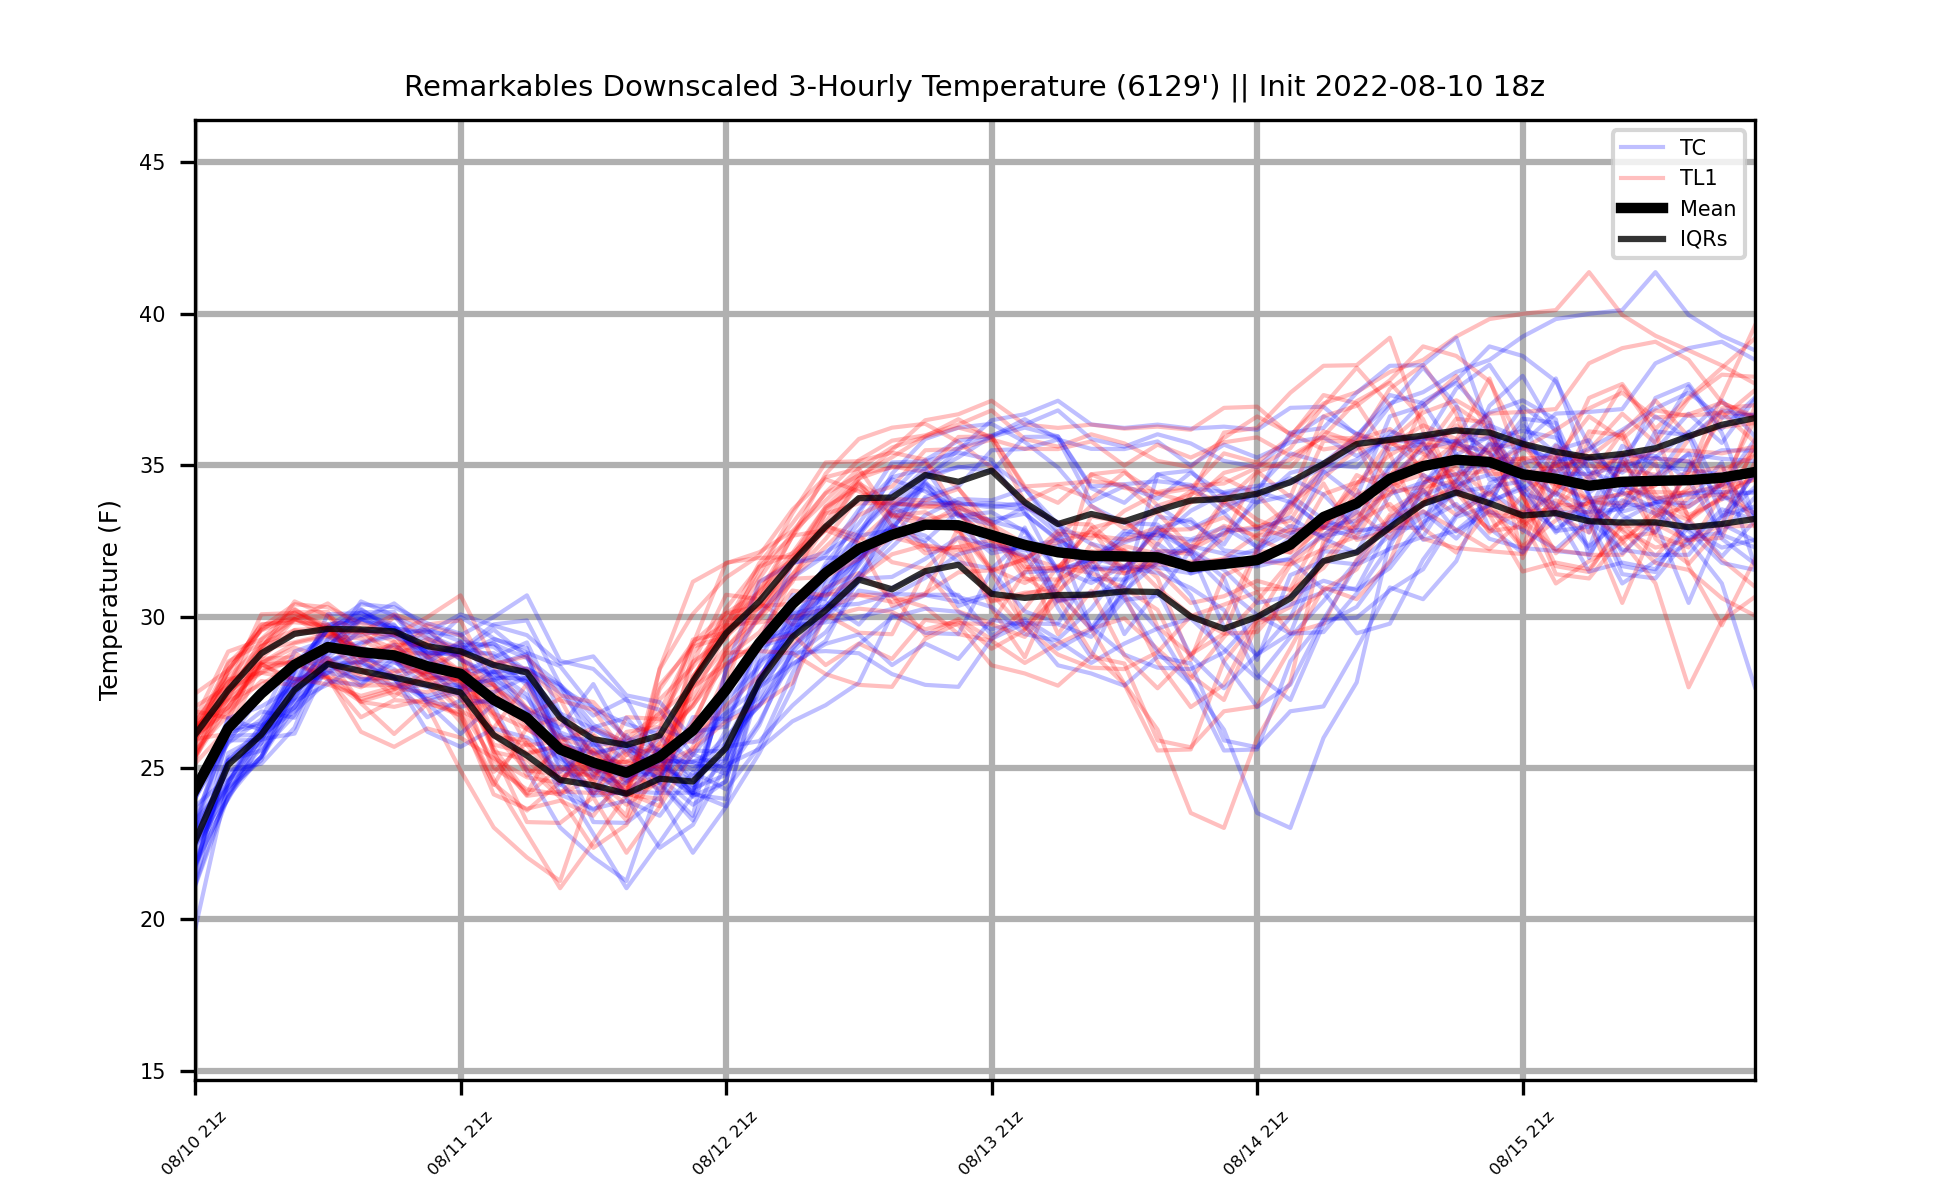 Remarkables Downscaled 3-Hourly Temperature (6129') || Init 2022-08-10 18z
TC
TL1
Mean
IQRs
Temperature (F)
45
40
35
30
25
20
15
08/10 21z
08/11 21z
08/12 21z
08/13 21z
08/14 21z
08/15 21z